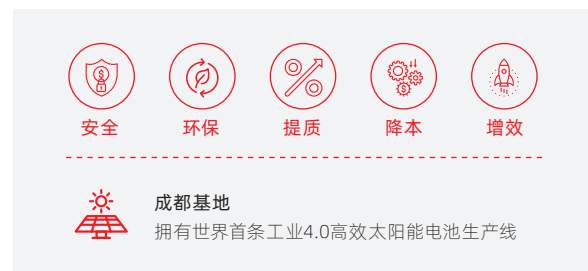 安全 环保 提质 降本 增效
成都基地
拥有世界首条工业4.0高效太阳能电池生产线